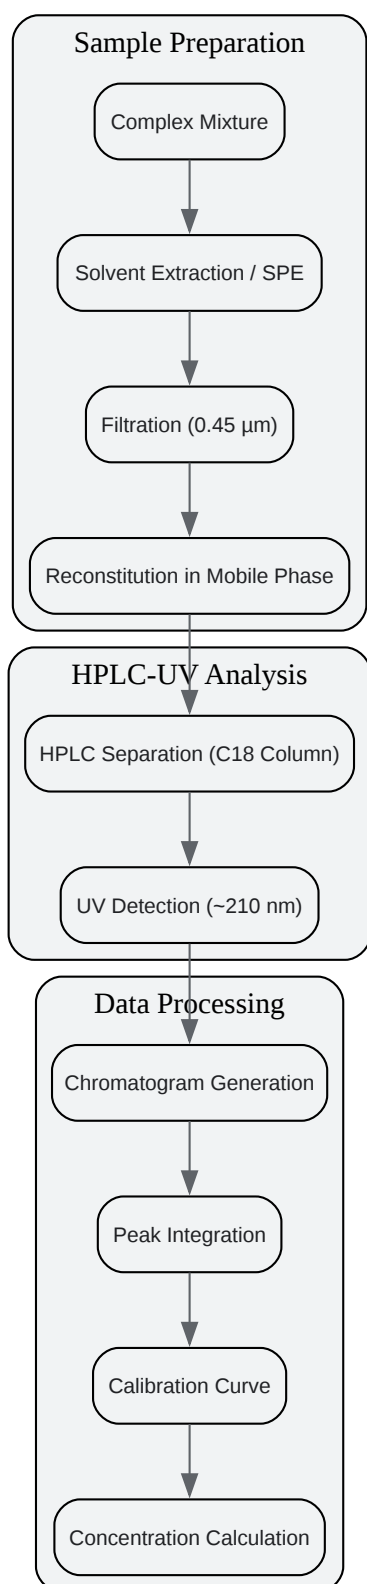 Sample Preparation
Complex Mixture
Solvent Extraction / SPE
Filtration (0.45 µm)
Reconstitution in Mobile Phase
HPLC-UV Analysis
HPLC Separation (C18 Column)
UV Detection (~210 nm)
Data Processing
Chromatogram Generation
Peak Integration
Calibration Curve
Concentration Calculation